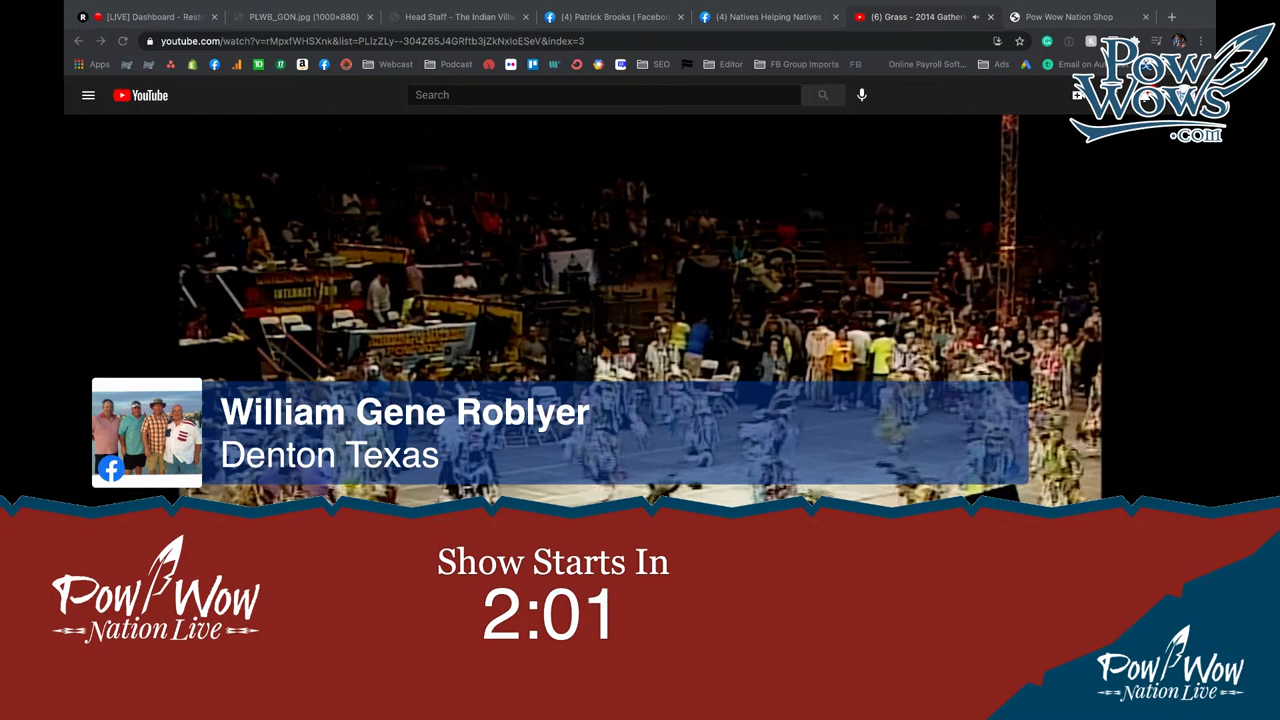 [LIVE] Dashboard - Restr
PLWB_GON.jpg (1000×880)
Head Staff - The Indian Villa
(4) Patrick Brooks | Faceboo
(4) Natives Helping Natives
(6) Grass - 2014 Gather
Pow Wow Nation Shop
youtube.com/watch?v=rMpxfWHSXnk&list=PLIzZLy--304Z65J4GRftb3jZkNxIoESeV&index=3
Apps
Webcast
Podcast
SEO
Editor
FB Group Imports
FB
Online Payroll Soft...
Ads
Email on Au
YouTube
Search
Pow
Wows
.com
INTERNET
William Gene Roblyer
Denton Texas
Show Starts In
2:01
Pow Wow
Nation Live
Pow Wow
Nation Live